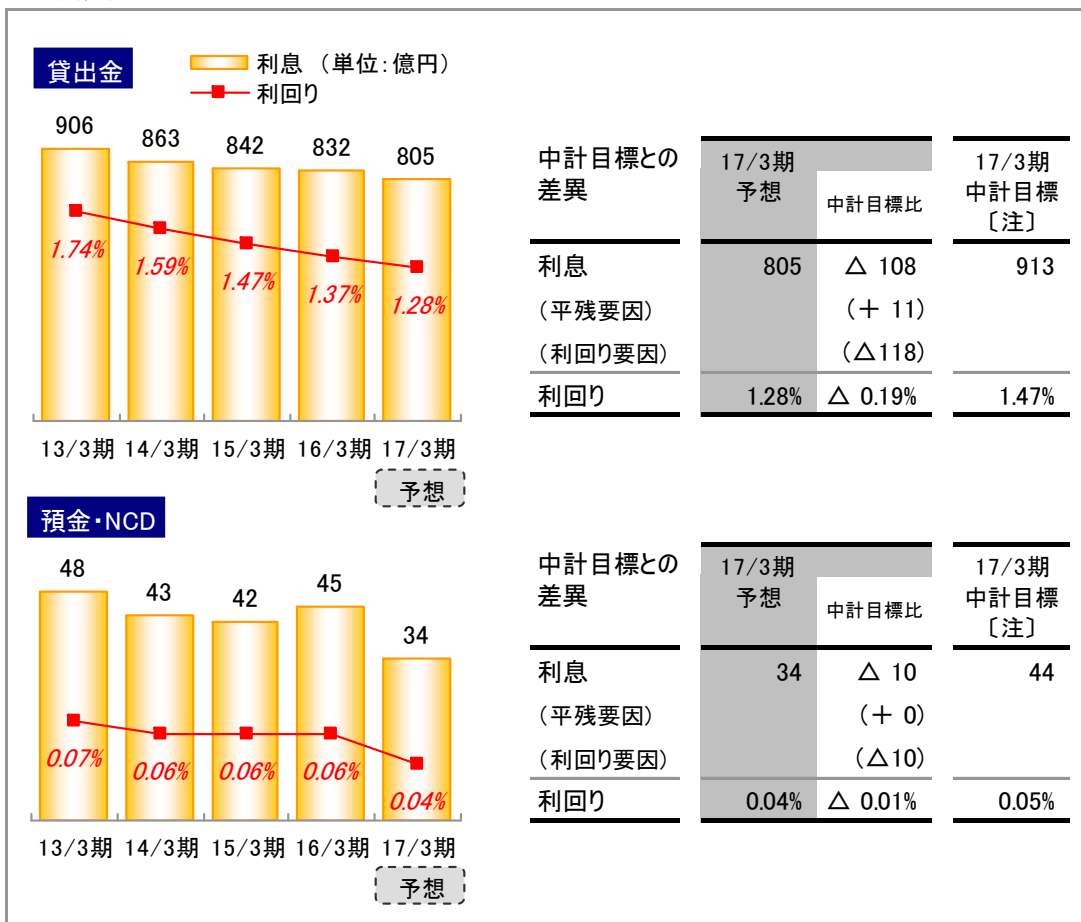 貸出金
利息 （単位：億円）
利回り
906
863
842
832
805
1.74%
1.59%
1.47%
1.37%
1.28%
13/3期 14/3期 15/3期 16/3期 17/3期
予想
中計目標との
差異
17/3期
予想
中計目標比
17/3期
中計目標
〔注〕
利息 805 △ 108 913
（平残要因） （＋ 11）
（利回り要因） （△118）
利回り 1.28% △ 0.19% 1.47%
預金・NCD
48
43
42
45
34
0.07%
0.06%
0.06%
0.06%
0.04%
13/3期 14/3期 15/3期 16/3期 17/3期
予想
中計目標との
差異
17/3期
予想
中計目標比
17/3期
中計目標
〔注〕
利息 34 △ 10 44
（平残要因） （＋ 0）
（利回り要因） （△10）
利回り 0.04% △ 0.01% 0.05%